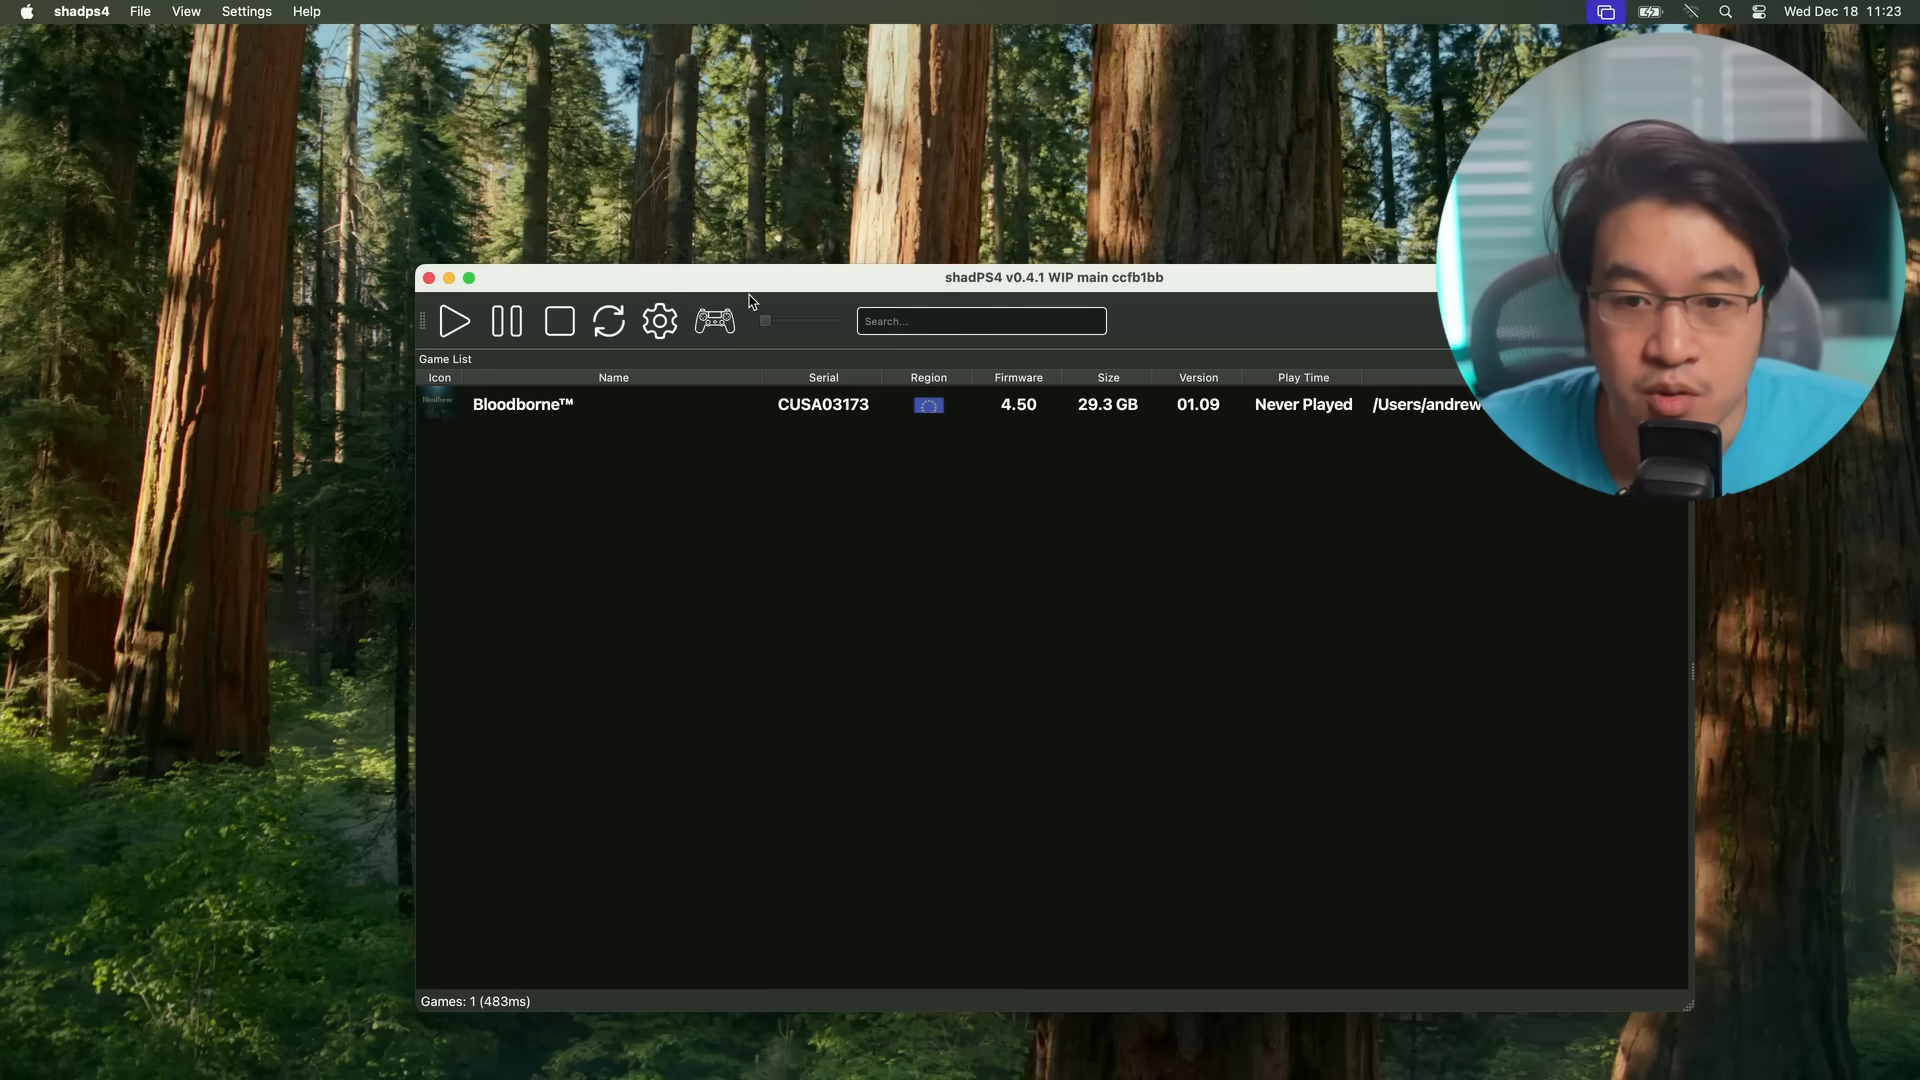 shadps4 File View Settings Help Wed Dec 18 11:23
shadPS4 v0.4.1 WIP main ccfb1bb
Search...
Game List
Icon Name Serial Region Firmware Size Version Play Time
Bloodborne
Bloodborne™ CUSA03173 4.50 29.3 GB 01.09 Never Played /Users/andrew
Games: 1 (483ms)